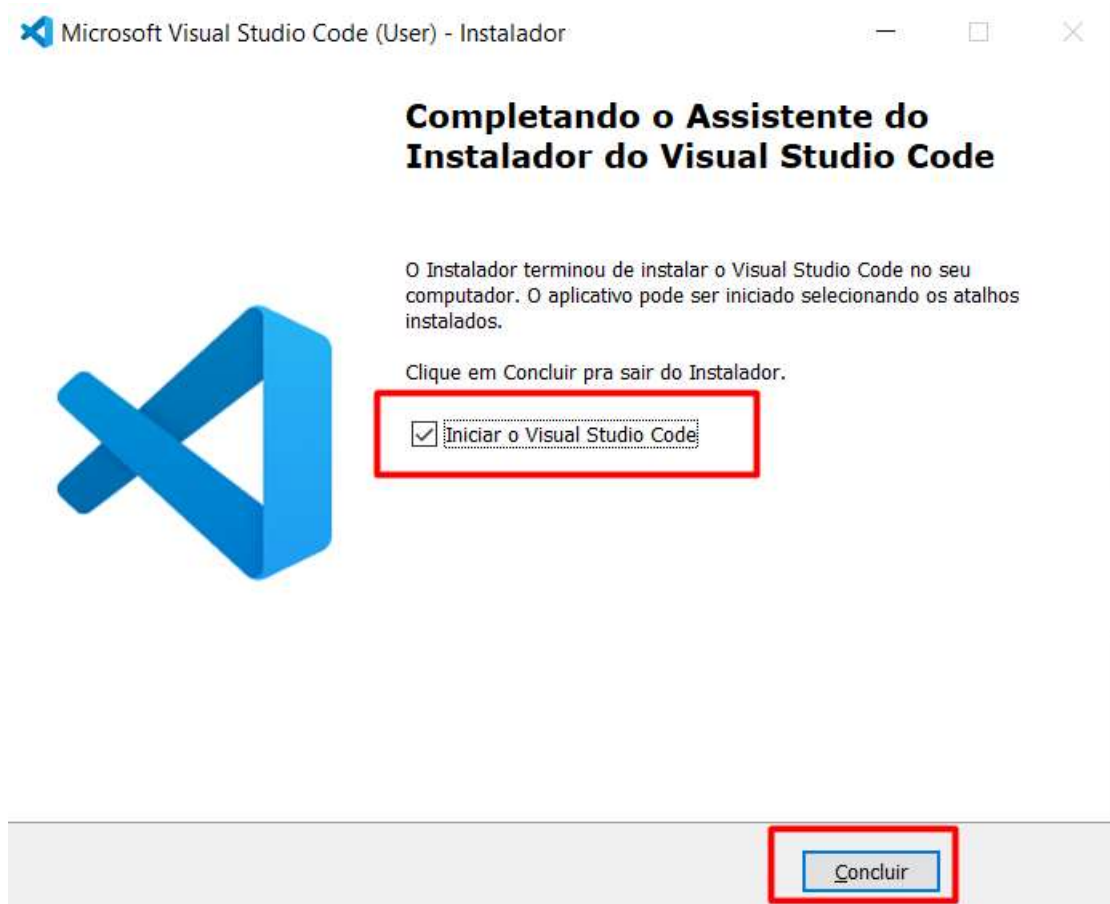 Microsoft Visual Studio Code (User) - Instalador
Completando o Assistente do
Instalador do Visual Studio Code
O Instalador terminou de instalar o Visual Studio Code no seu
computador. O aplicativo pode ser iniciado selecionando os atalhos
instalados.
Clique em Concluir pra sair do Instalador.
Iniciar o Visual Studio Code
Concluir